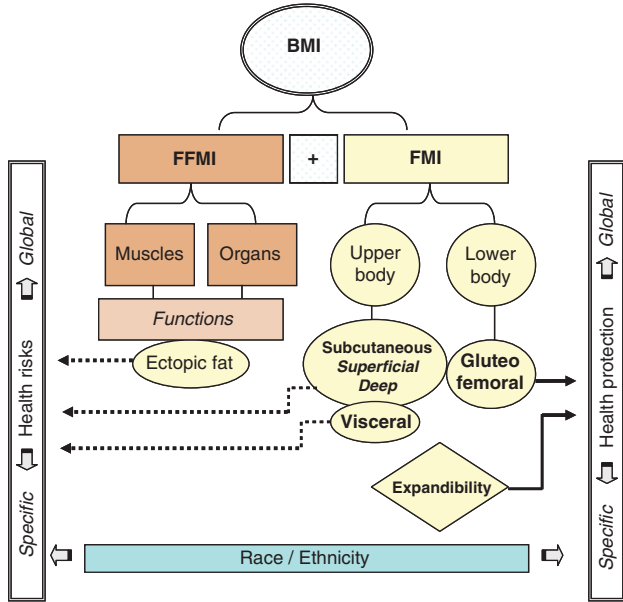 BMI
FFMI
+
FMI
Muscles
Organs
Upper
body
Lower
body
Functions
Ectopic fat
Subcutaneous
Superficial
Deep
Gluteo
femoral
Visceral
Expandibility
Race / Ethnicity
Global
Health risks
Specific
Global
Health protection
Specific